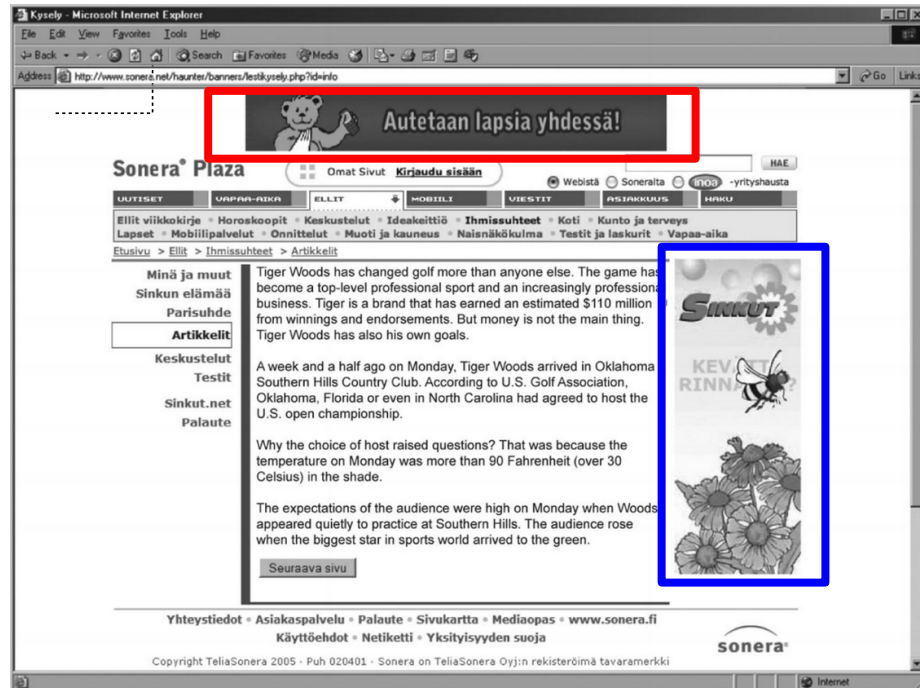 Kysely - Microsoft Internet Explorer
File Edit View Favorites Tools Help
Back Search Favorites Media
Address http://www.sonera.net/haunter/banners/lestikysely.php?id=info Go Links
Autetaan lapsia yhdessä!
Sonera° Plaza Omat Sivut Kirjaudu sisään HAE
Webistä Soneralta inoa -yrityshausta
UUTISET VAPAA-AIKA ELLIT MOBIILI VIESTIT ASIAKKUUS HAKU
Ellit viikkokirje Horoskoopit Keskustelut Ideakeittiö Ihmissuhteet Koti Kunto ja terveys
Lapset Mobiilipalvelut Onnittelut Muoti ja kauneus Naisnäkökulma Testit ja laskurit Vapaa-aika
Etusivu > Ellit > Ihmissuhteet > Artikkelit
Minä ja muut
Sinkun elämää
Parisuhde
Artikkelit
Keskustelut
Testit
Sinkut.net
Palaute
Tiger Woods has changed golf more than anyone else. The game has
become a top-level professional sport and an increasingly professional
business. Tiger is a brand that has earned an estimated $110 million
from winnings and endorsements. But money is not the main thing.
Tiger Woods has also his own goals.
A week and a half ago on Monday, Tiger Woods arrived in Oklahoma
Southern Hills Country Club. According to U.S. Golf Association,
Oklahoma, Florida or even in North Carolina had agreed to host the
U.S. open championship.
Why the choice of host raised questions? That was because the
temperature on Monday was more than 90 Fahrenheit (over 30
Celsius) in the shade.
The expectations of the audience were high on Monday when Woods
appeared quietly to practice at Southern Hills. The audience rose
when the biggest star in sports world arrived to the green.
Seuraava sivu
SINKUT
Yhteystiedot Asiakaspalvelu Palaute Sivukartta Mediaopas www.sonera.fi
Käyttöehdot Netiketti Yksityisyyden suoja
sonera
Copyright TeliaSonera 2005 - Puh 020401 - Sonera on TeliaSonera Oyj:n rekisteröimä tavaramerkki
Internet